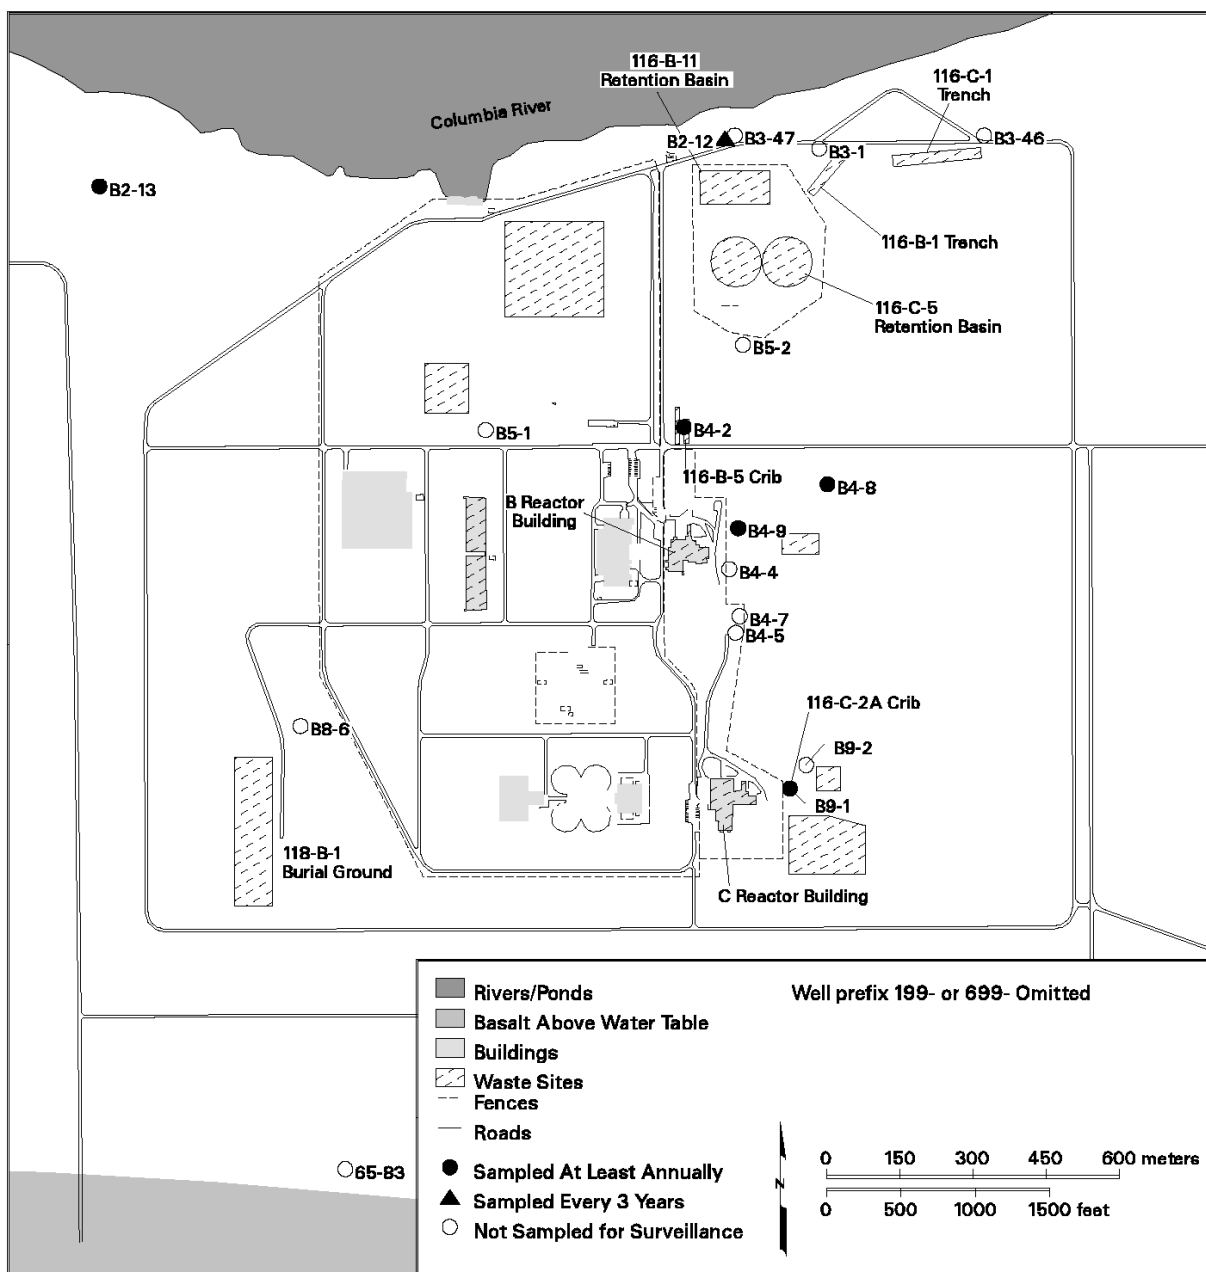 116-B-11
Retention Basin
116-C-1
Trench
Columbia River
B2-12
B3-47
B3-1
B3-46
B2-13
116-B-1 Trench
116-C-5
Retention Basin
B5-2
B5-1
B4-2
116-B-5 Crib
B4-8
B Reactor
Building
B4-9
B4-4
B4-7
B4-5
116-C-2A Crib
B8-6
B9-2
B9-1
118-B-1
Burial Ground
C Reactor Building
65-83
Rivers/Ponds
Basalt Above Water Table
Buildings
Waste Sites
Fences
Roads
Sampled At Least Annually
Sampled Every 3 Years
Not Sampled for Surveillance
Well prefix 199- or 699- Omitted
N
0 150 300 450 600 meters
0 500 1000 1500 feet